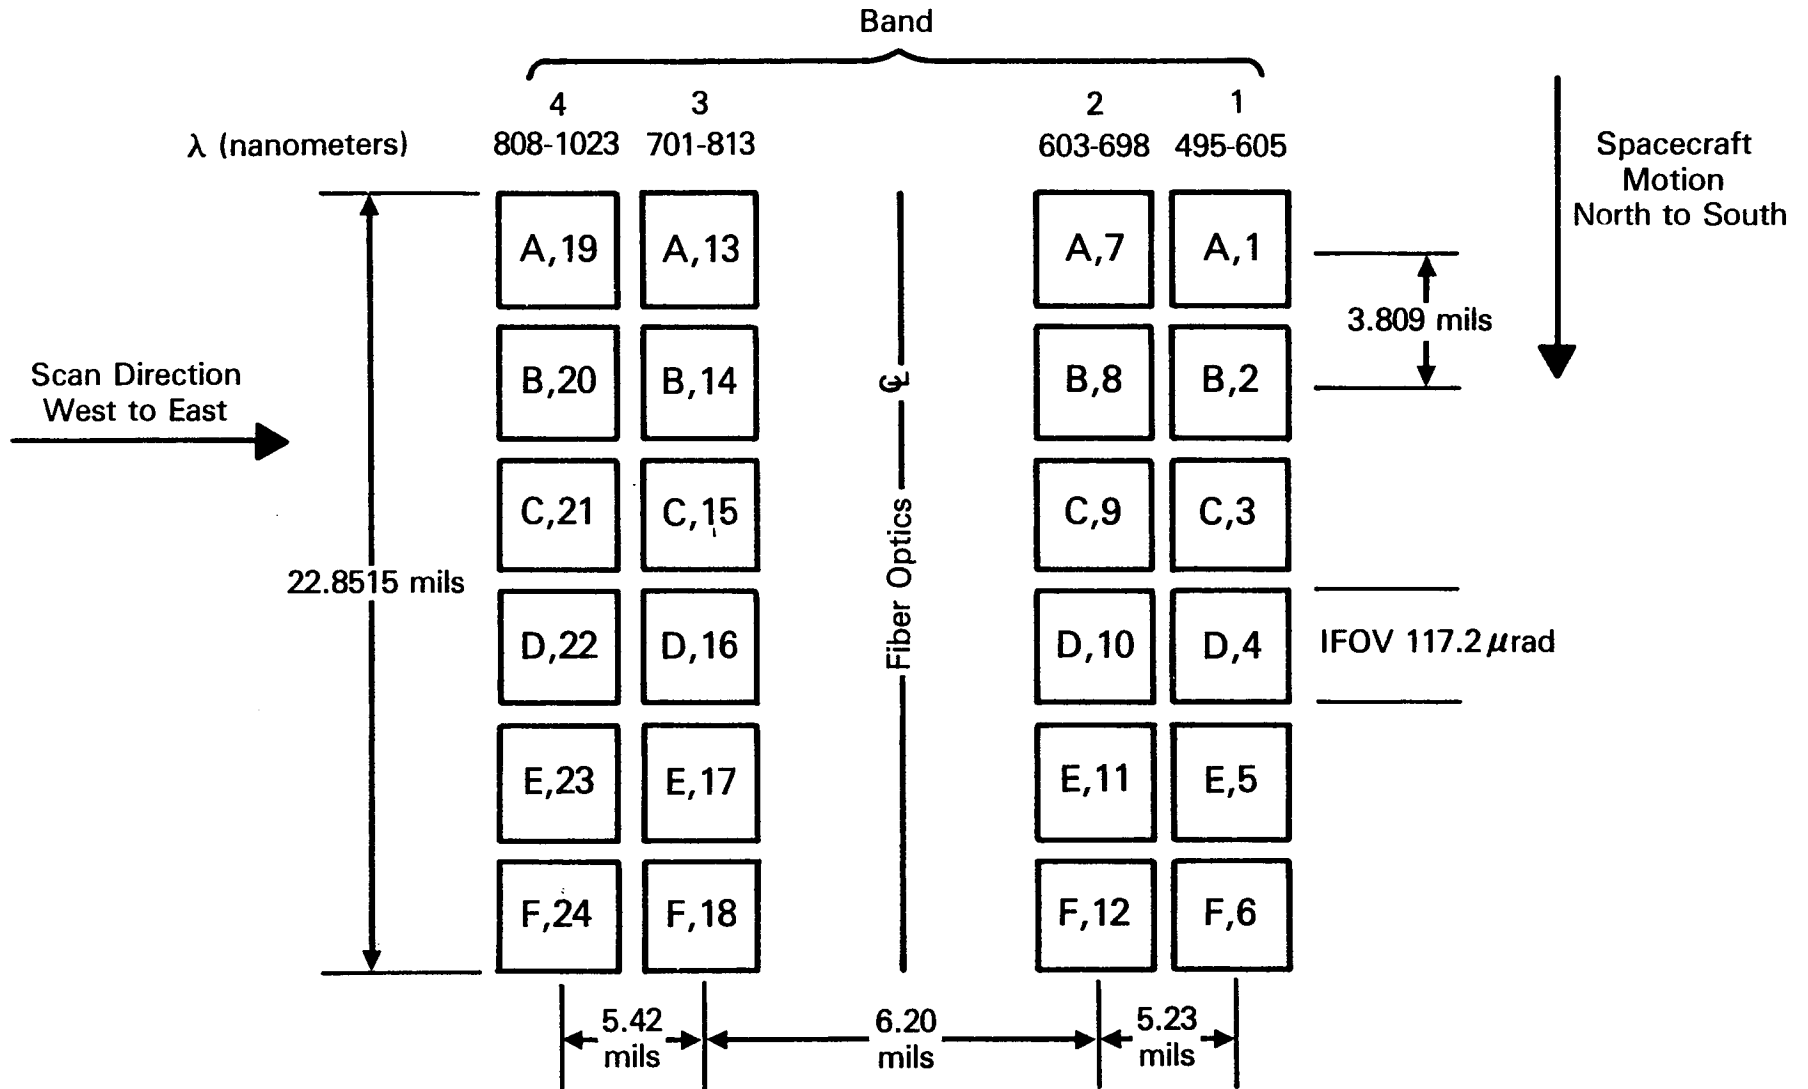 Band
4 3 2 1
λ (nanometers) 808-1023 701-813 603-698 495-605
Spacecraft
Motion
North to South
A,19 A,13 A,7 A,1
3.809 mils
B,20 B,14 B,8 B,2
℄
Scan Direction
West to East
C,21 C,15 C,9 C,3
Fiber Optics
22.8515 mils
D,22 D,16 D,10 D,4
IFOV 117.2 μrad
E,23 E,17 E,11 E,5
F,24 F,18 F,12 F,6
5.42
mils
6.20
mils
5.23
mils